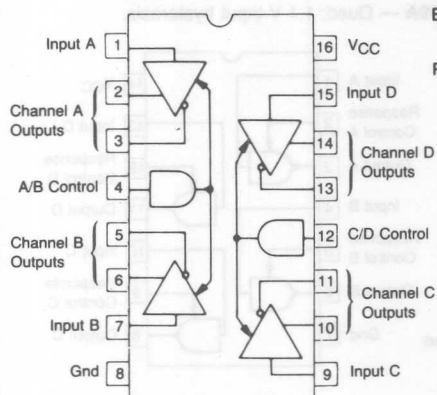 Input A
1
2
Channel A
Outputs
3
A/B Control
4
5
Channel B
Outputs
6
Input B
7
Gnd
8
16
VCC
Input D
15
14
Channel D
Outputs
13
12
C/D Control
11
Channel C
Outputs
10
9
Input C